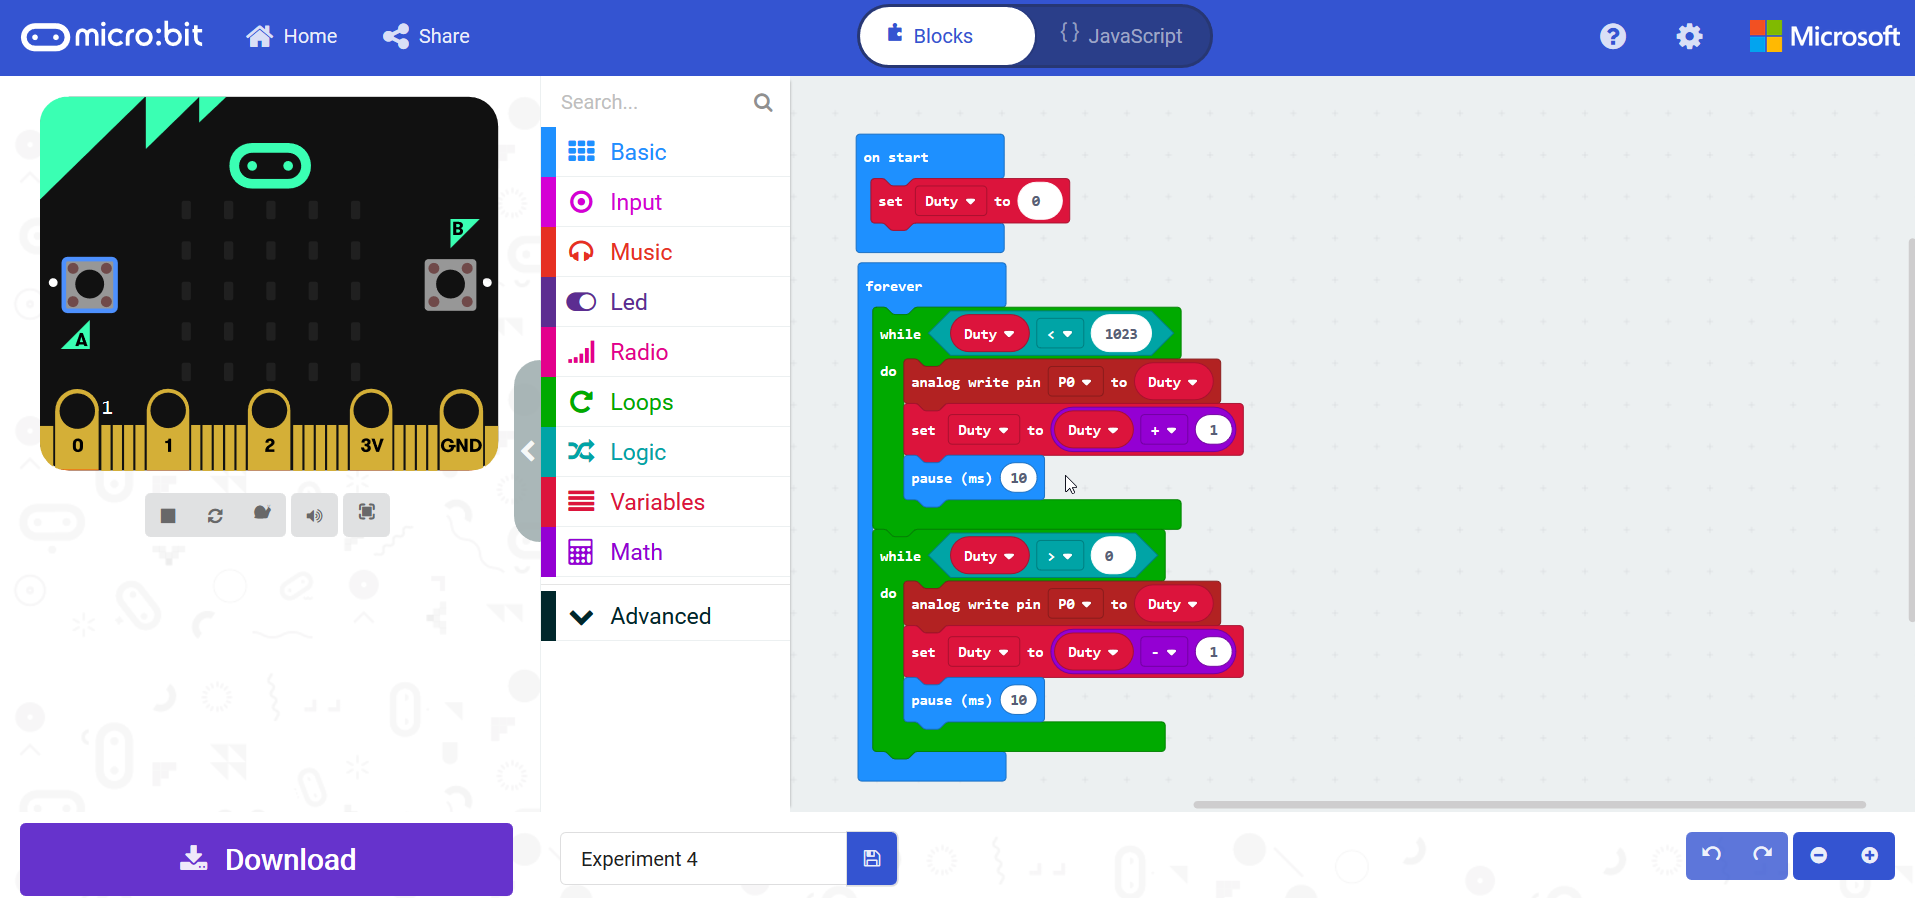 micro:bit Home Share Blocks {} JavaScript ? Microsoft
Search...
Basic
Input
Music
Led
Radio
Loops
Logic
Variables
Math
Advanced
B
A
1
0 1 2 3V GND
on start
set Duty to 0
forever
while Duty < 1023
do
analog write pin P0 to Duty
set Duty to Duty + 1
pause (ms) 10
while Duty > 0
do
analog write pin P0 to Duty
set Duty to Duty - 1
pause (ms) 10
Download
Experiment 4